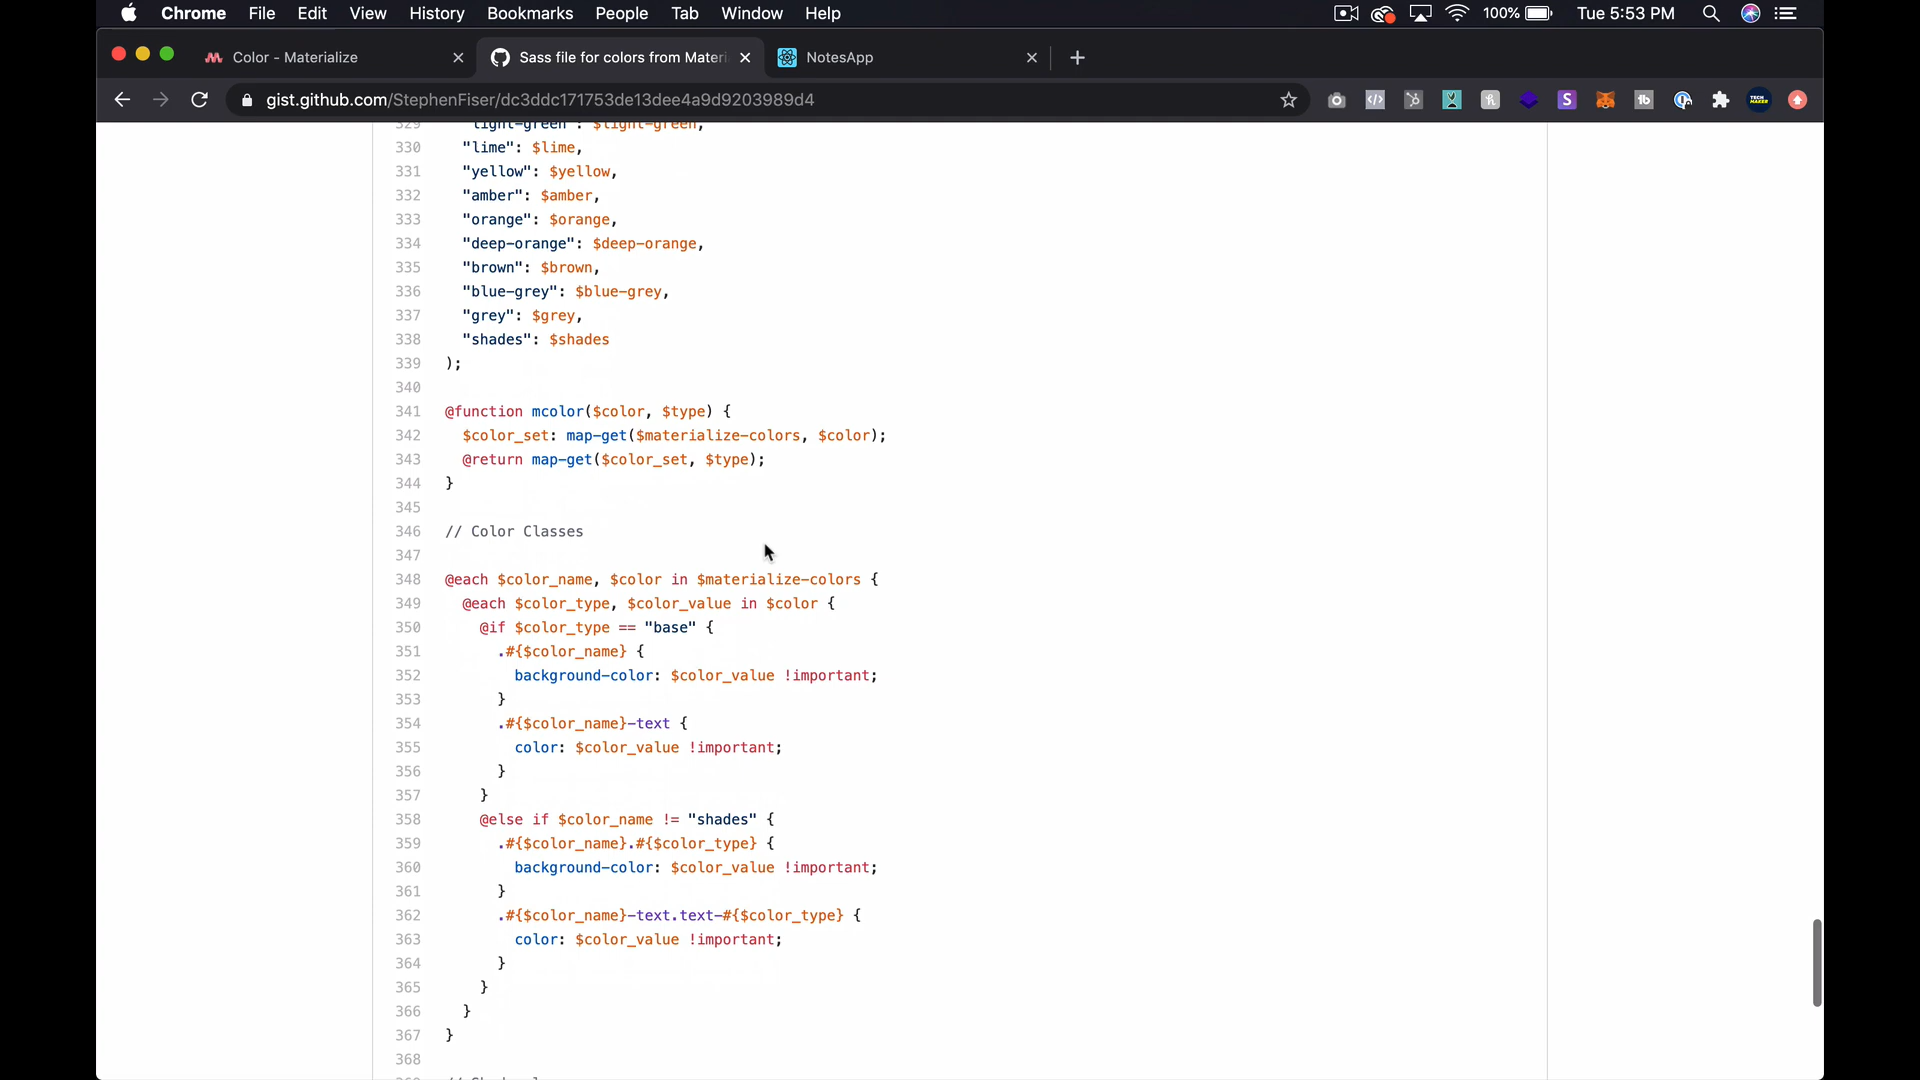 Chrome File Edit View History Bookmarks People Tab Window Help 100% Tue 5:53 PM
Color - Materialize Sass file for colors from Materi NotesApp
gist.github.com/StephenFiser/dc3ddc171753de13dee4a9d9203989d4
329 "light-green": $light-green,
330 "lime": $lime,
331 "yellow": $yellow,
332 "amber": $amber,
333 "orange": $orange,
334 "deep-orange": $deep-orange,
335 "brown": $brown,
336 "blue-grey": $blue-grey,
337 "grey": $grey,
338 "shades": $shades
339 );
340
341 @function mcolor($color, $type) {
342 $color_set: map-get($materialize-colors, $color);
343 @return map-get($color_set, $type);
344 }
345
346 // Color Classes
347
348 @each $color_name, $color in $materialize-colors {
349 @each $color_type, $color_value in $color {
350 @if $color_type == "base" {
351 .#{$color_name} {
352 background-color: $color_value !important;
353 }
354 .#{$color_name}-text {
355 color: $color_value !important;
356 }
357 }
358 @else if $color_name != "shades" {
359 .#{$color_name}.#{$color_type} {
360 background-color: $color_value !important;
361 }
362 .#{$color_name}-text.text-#{$color_type} {
363 color: $color_value !important;
364 }
365 }
366 }
367 }
368